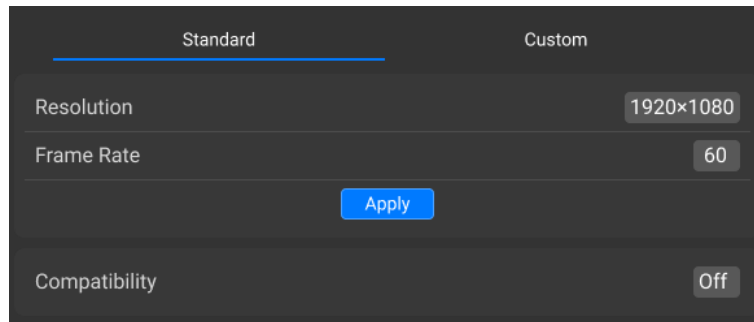 Standard Custom
Resolution 1920×1080
Frame Rate 60
Apply
Compatibility Off